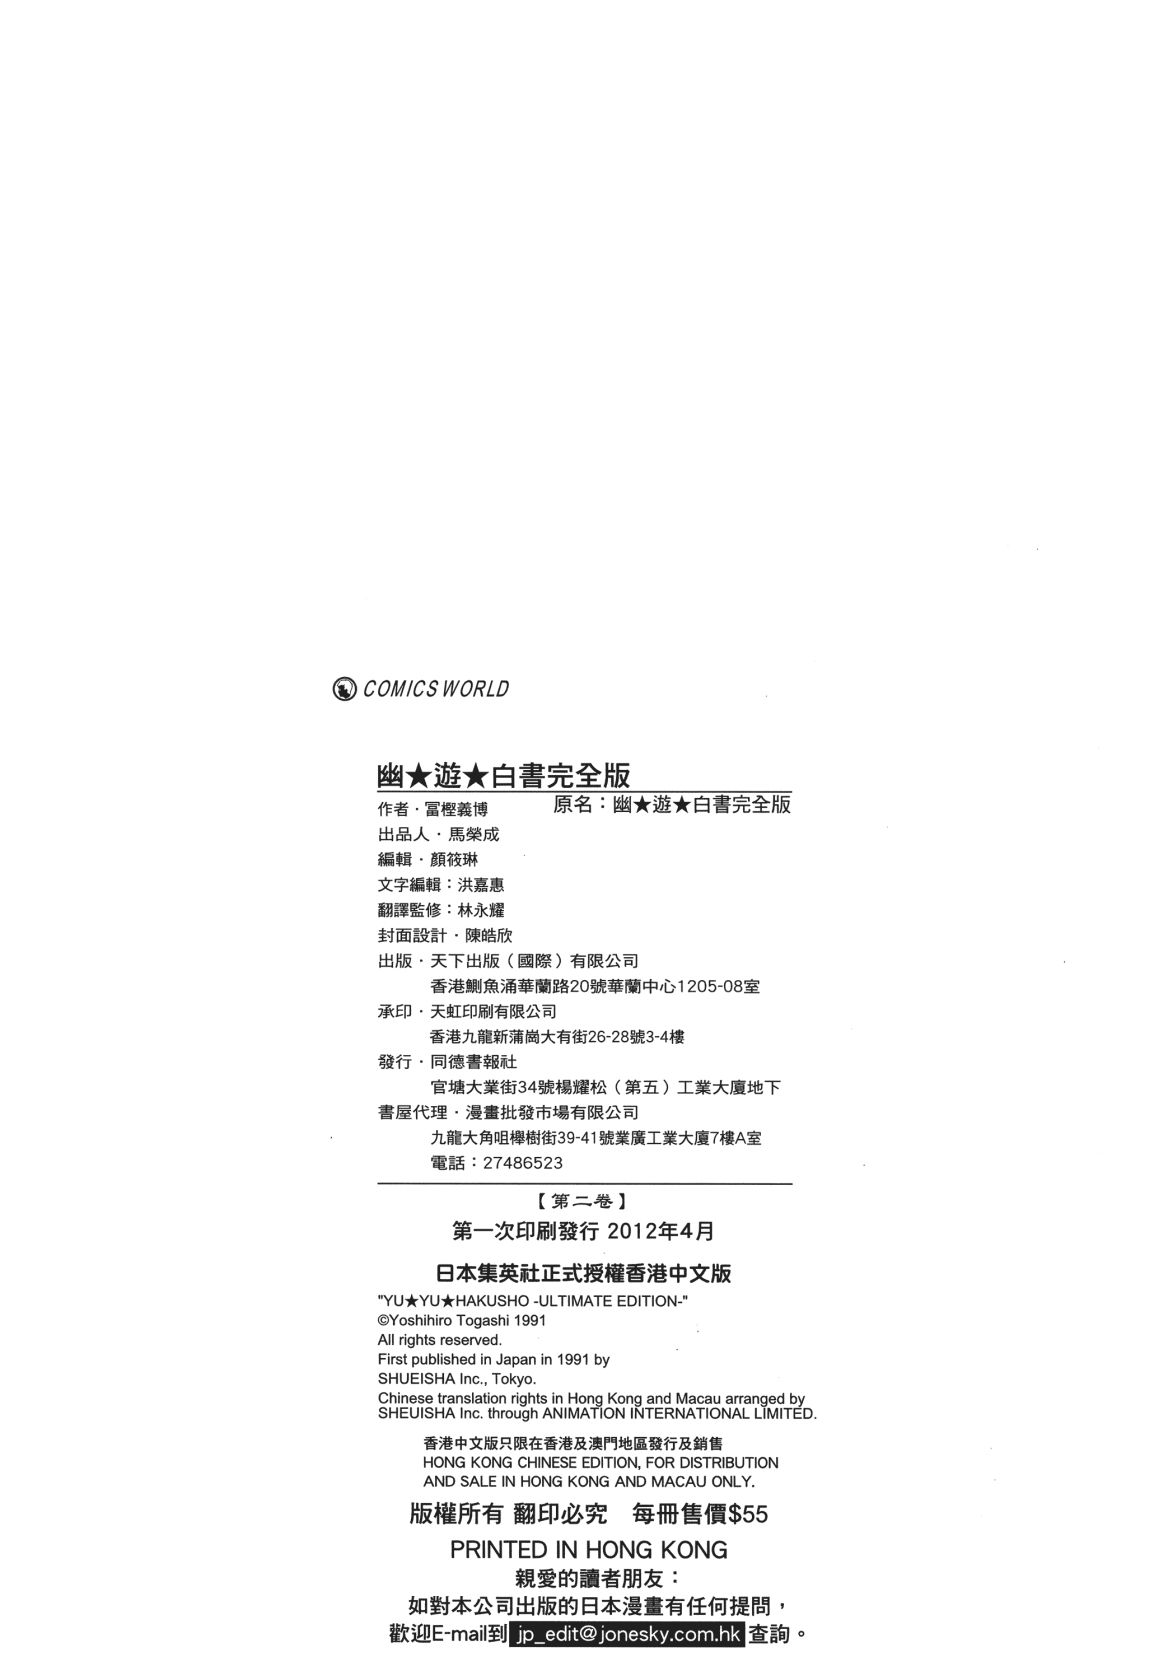 COMICS WORLD
幽★遊★白書完全版
作者·冨樫義博　原名：幽★遊★白書完全版
出品人·馬榮成
編輯·顏筱琳
文字編輯：洪嘉惠
翻譯監修：林永耀
封面設計·陳皓欣
出版·天下出版（國際）有限公司
香港鰂魚涌華蘭路20號華蘭中心1205-08室
承印·天虹印刷有限公司
香港九龍新蒲崗大有街26-28號3-4樓
發行·同德書報社
官塘大業街34號楊耀松（第五）工業大廈地下
書屋代理·漫畫批發市場有限公司
九龍大角咀櫸樹街39-41號業廣工業大廈7樓A室
電話：27486523
【第二卷】
第一次印刷發行 2012年4月
日本集英社正式授權香港中文版
"YU★YU★HAKUSHO -ULTIMATE EDITION-"
©Yoshihiro Togashi 1991
All rights reserved.
First published in Japan in 1991 by
SHUEISHA Inc., Tokyo.
Chinese translation rights in Hong Kong and Macau arranged by
SHEUISHA Inc. through ANIMATION INTERNATIONAL LIMITED.
香港中文版只限在香港及澳門地區發行及銷售
HONG KONG CHINESE EDITION, FOR DISTRIBUTION
AND SALE IN HONG KONG AND MACAU ONLY.
版權所有 翻印必究　每冊售價$55
PRINTED IN HONG KONG
親愛的讀者朋友：
如對本公司出版的日本漫畫有任何提問，
歡迎E-mail到 jp_edit@jonesky.com.hk 查詢。